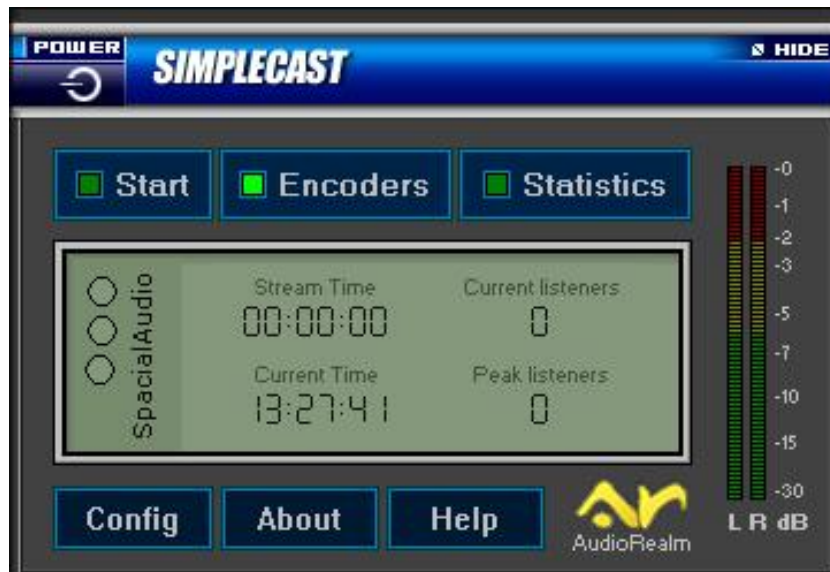 POWER
SIMPLECAST
HIDE
Start
Encoders
Statistics
SpacialAudio
Stream Time
00:00:00
Current listeners
0
Current Time
13:27:41
Peak listeners
0
-0
-1
-2
-3
-5
-7
-10
-15
-30
L R dB
Config
About
Help
AudioRealm